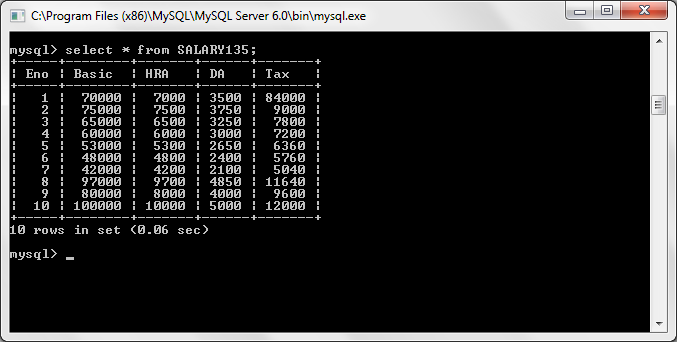 C:\Program Files (x86)\MySQL\MySQL Server 6.0\bin\mysql.exe
mysql> select * from SALARY135;
+------+--------+-------+------+-------+
| Eno | Basic | HRA | DA | Tax |
+------+--------+-------+------+-------+
| 1 | 70000 | 7000 | 3500 | 84000 |
| 2 | 75000 | 7500 | 3750 | 9000 |
| 3 | 65000 | 6500 | 3250 | 7800 |
| 4 | 60000 | 6000 | 3000 | 7200 |
| 5 | 53000 | 5300 | 2650 | 6360 |
| 6 | 48000 | 4800 | 2400 | 5760 |
| 7 | 42000 | 4200 | 2100 | 5040 |
| 8 | 97000 | 9700 | 4850 | 11640 |
| 9 | 80000 | 8000 | 4000 | 9600 |
| 10 | 100000 | 10000 | 5000 | 12000 |
+------+--------+-------+------+-------+
10 rows in set (0.06 sec)
mysql> _